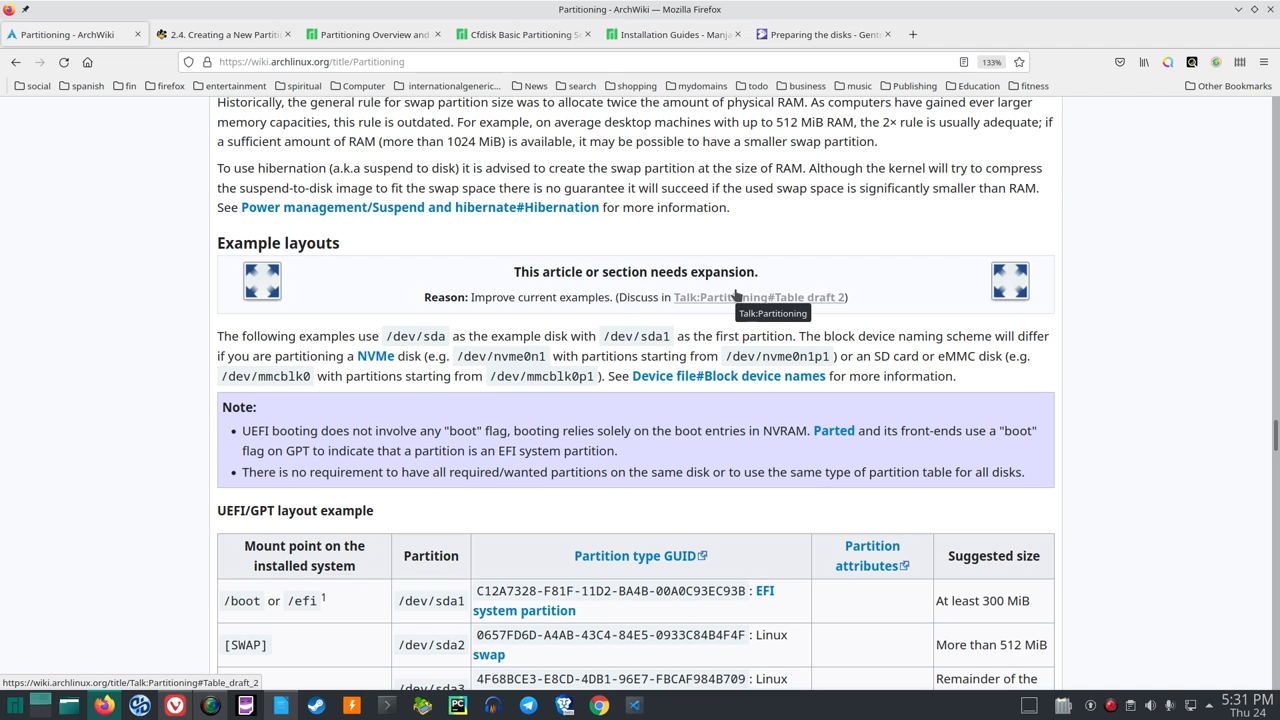 Partitioning - ArchWiki — Mozilla Firefox
Partitioning - ArchWiki
2.4. Creating a New Partiti
Partitioning Overview and
Cfdisk Basic Partitioning S
Installation Guides - Manja
Preparing the disks - Gent
https://wiki.archlinux.org/title/Partitioning
133%
social spanish fin firefox entertainment spiritual Computer internationalgeneric... News search shopping mydomains todo business music Publishing Education fitness Other Bookmarks
Historically, the general rule for swap partition size was to allocate twice the amount of physical RAM. As computers have gained ever larger
memory capacities, this rule is outdated. For example, on average desktop machines with up to 512 MiB RAM, the 2× rule is usually adequate; if
a sufficient amount of RAM (more than 1024 MiB) is available, it may be possible to have a smaller swap partition.
To use hibernation (a.k.a suspend to disk) it is advised to create the swap partition at the size of RAM. Although the kernel will try to compress
the suspend-to-disk image to fit the swap space there is no guarantee it will succeed if the used swap space is significantly smaller than RAM.
See Power management/Suspend and hibernate#Hibernation for more information.
Example layouts
This article or section needs expansion.
Reason: Improve current examples. (Discuss in Talk:Partitioning#Table draft 2)
Talk:Partitioning
The following examples use /dev/sda as the example disk with /dev/sda1 as the first partition. The block device naming scheme will differ
if you are partitioning a NVMe disk (e.g. /dev/nvme0n1 with partitions starting from /dev/nvme0n1p1) or an SD card or eMMC disk (e.g.
/dev/mmcblk0 with partitions starting from /dev/mmcblk0p1). See Device file#Block device names for more information.
Note:
• UEFI booting does not involve any "boot" flag, booting relies solely on the boot entries in NVRAM. Parted and its front-ends use a "boot"
flag on GPT to indicate that a partition is an EFI system partition.
• There is no requirement to have all required/wanted partitions on the same disk or to use the same type of partition table for all disks.
UEFI/GPT layout example
Mount point on the
installed system
Partition
Partition type GUID
Partition
attributes
Suggested size
/boot or /efi 1
/dev/sda1
C12A7328-F81F-11D2-BA4B-00A0C93EC93B : EFI
system partition
At least 300 MiB
[SWAP]
/dev/sda2
0657FD6D-A4AB-43C4-84E5-0933C84B4F4F : Linux
swap
More than 512 MiB
/dev/sda3
4F68BCE3-E8CD-4DB1-96E7-FBCAF984B709 : Linux
Remainder of the
https://wiki.archlinux.org/title/Talk:Partitioning#Table_draft_2
5:31 PM
Thu 24